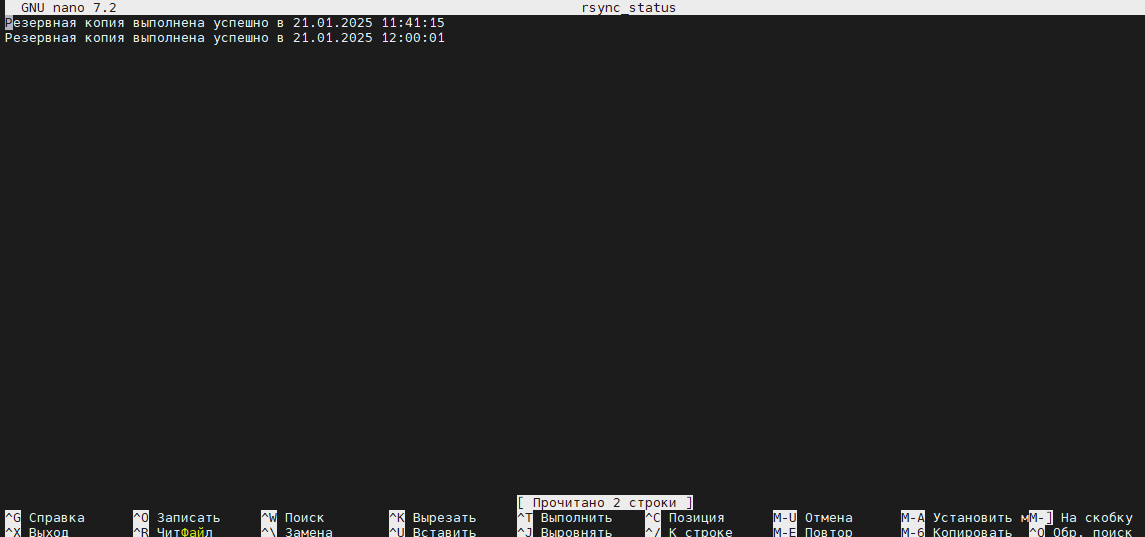 GNU nano 7.2 rsync_status
Резервная копия выполнена успешно в 21.01.2025 11:41:15
Резервная копия выполнена успешно в 21.01.2025 12:00:01
[ Прочитано 2 строки ]
^G Справка ^O Записать ^W Поиск ^K Вырезать ^T Выполнить ^C Позиция M-U Отмена M-A Установить м M-] На скобку
^X Выход ^R ЧитФайл ^\ Замена ^U Вставить ^J Выровнять ^/ К строке M-E Повтор M-6 Копировать ^Q Обр. поиск